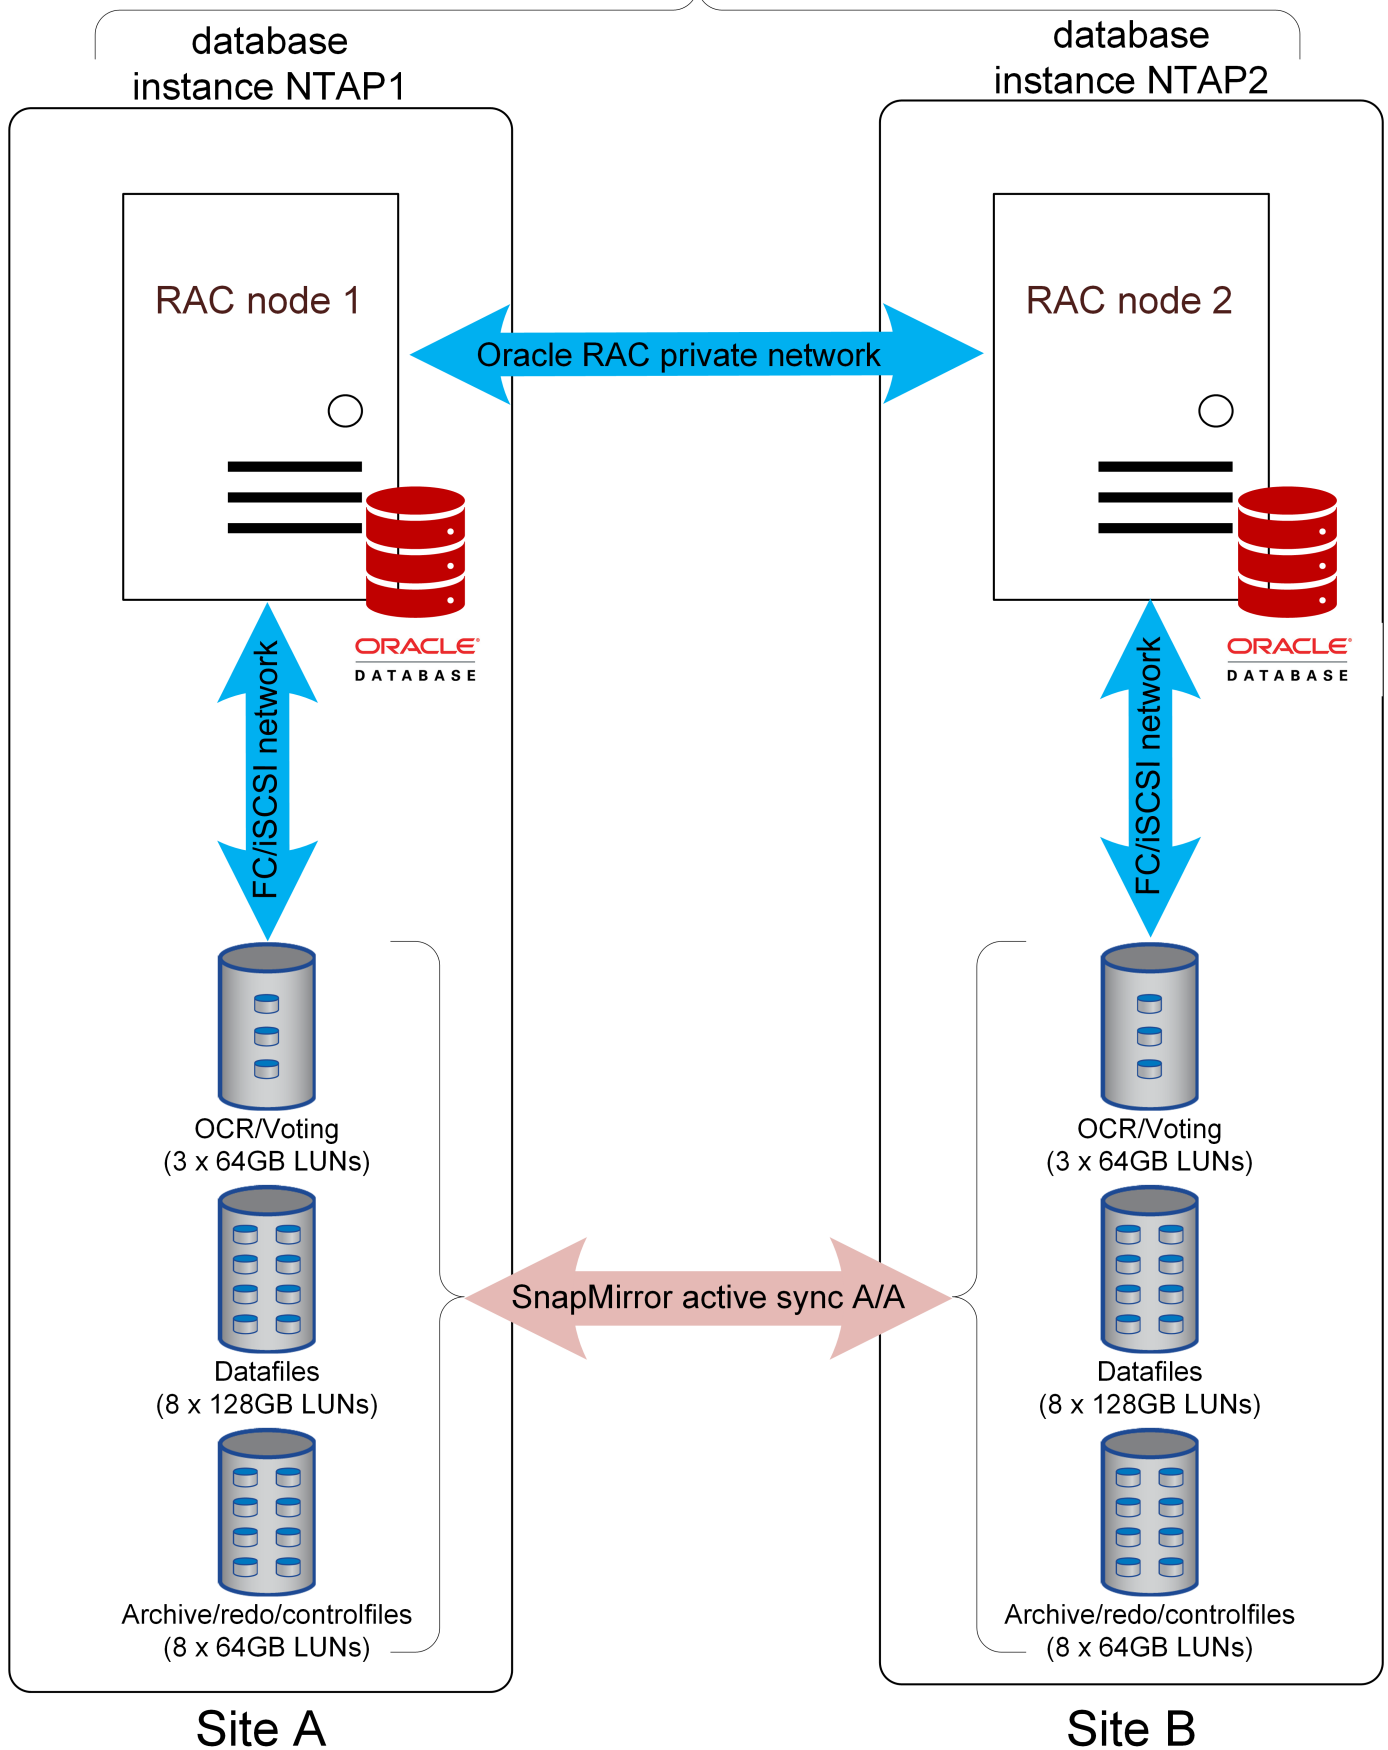 database
instance NTAP1
database
instance NTAP2
RAC node 1
RAC node 2
Oracle RAC private network
ORACLE®
DATABASE
ORACLE®
DATABASE
FC/iSCSI network
FC/iSCSI network
OCR/Voting
(3 x 64GB LUNs)
OCR/Voting
(3 x 64GB LUNs)
SnapMirror active sync A/A
Datafiles
(8 x 128GB LUNs)
Datafiles
(8 x 128GB LUNs)
Archive/redo/controlfiles
(8 x 64GB LUNs)
Archive/redo/controlfiles
(8 x 64GB LUNs)
Site A
Site B